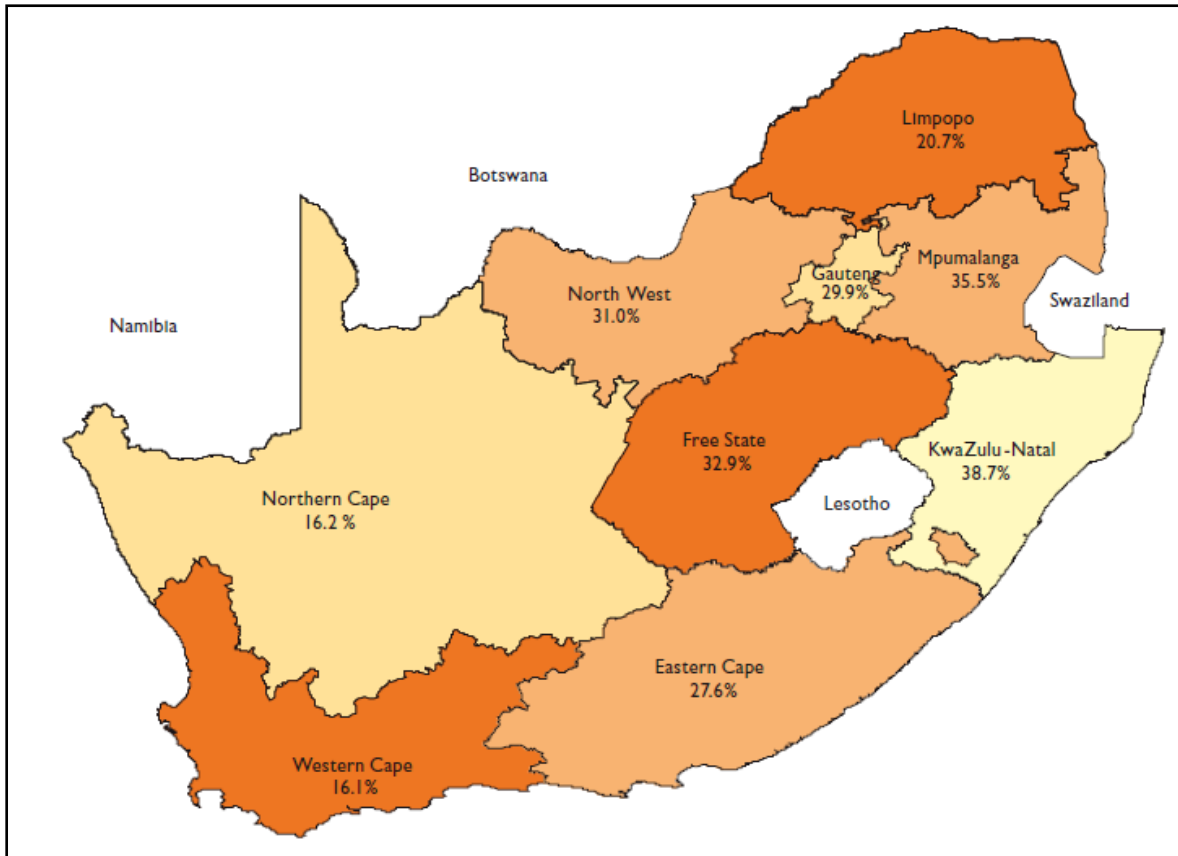 Limpopo
20.7%
Botswana
Mpumalanga
35.5%
Gauteng
29.9%
North West
31.0%
Swaziland
Namibia
Free State
32.9%
KwaZulu-Natal
38.7%
Lesotho
Northern Cape
16.2 %
Eastern Cape
27.6%
Western Cape
16.1%